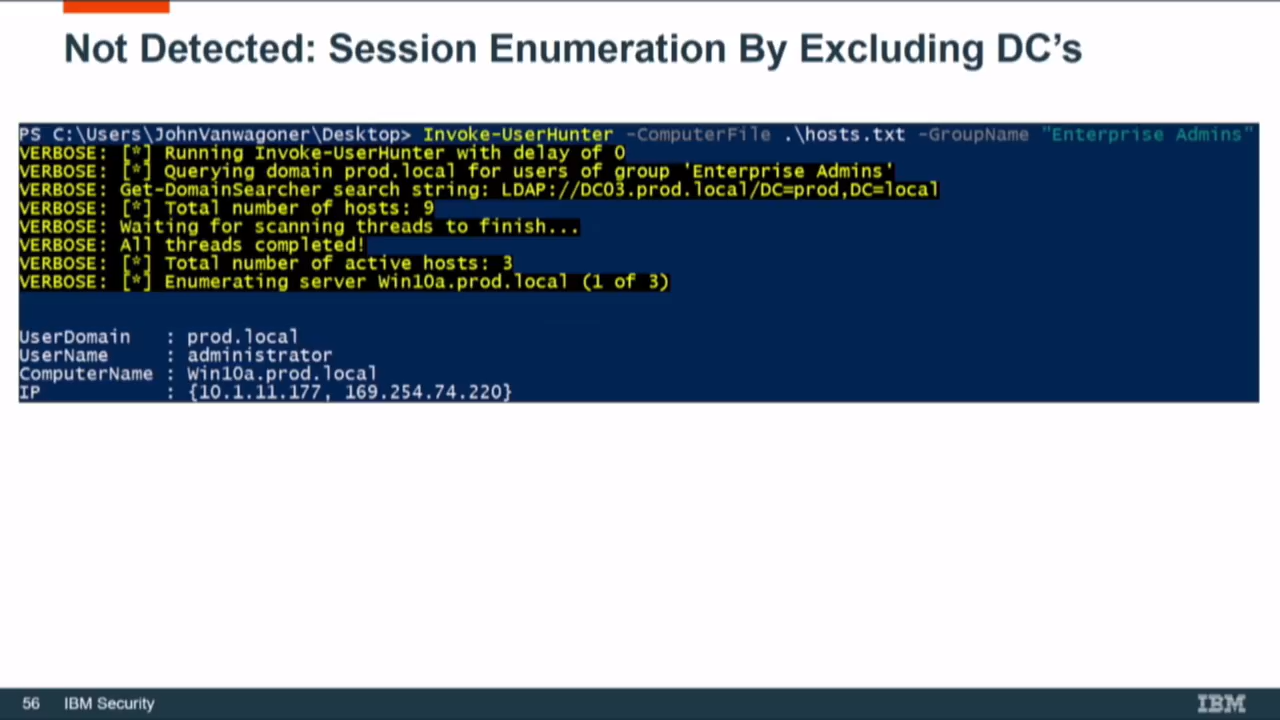 Not Detected: Session Enumeration By Excluding DC's
PS C:\Users\JohnVanwagoner\Desktop> Invoke-UserHunter -ComputerFile .\hosts.txt -GroupName "Enterprise Admins"
VERBOSE: [*] Running Invoke-UserHunter with delay of 0
VERBOSE: [*] Querying domain prod.local for users of group 'Enterprise Admins'
VERBOSE: Get-DomainSearcher search string: LDAP://DC03.prod.local/DC=prod,DC=local
VERBOSE: [*] Total number of hosts: 9
VERBOSE: Waiting for scanning threads to finish...
VERBOSE: All threads completed!
VERBOSE: [*] Total number of active hosts: 3
VERBOSE: [*] Enumerating server Win10a.prod.local (1 of 3)
UserDomain : prod.local
UserName : administrator
ComputerName : Win10a.prod.local
IP : {10.1.11.177, 169.254.74.220}
56 IBM Security IBM